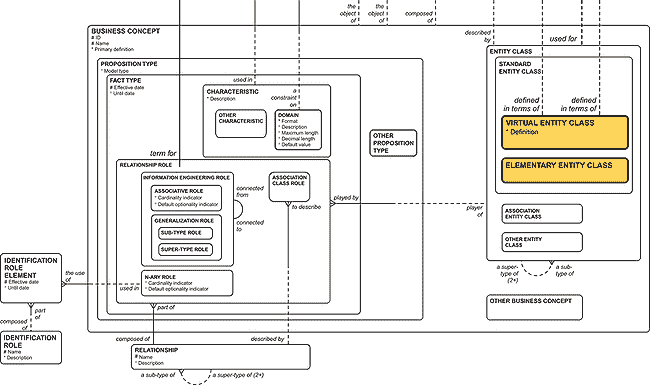 the
object
of
the
object
of
composed
of
BUSINESS CONCEPT
# ID
# Name
* Primary definition
described
by
used for
ENTITY CLASS
STANDARD
ENTITY CLASS
PROPOSITION TYPE
* Model type
FACT TYPE
# Effective date
* Until date
used in
a
constraint
on
CHARACTERISTIC
* Description
OTHER
CHARACTERISTIC
DOMAIN
* Format
* Description
* Maximum length
* Decimal length
* Default value
OTHER
PROPOSITION
TYPE
defined
in terms of
defined
in terms of
VIRTUAL ENTITY CLASS
* Definition
ELEMENTARY ENTITY CLASS
term for
RELATIONSHIP ROLE
INFORMATION ENGINEERING ROLE
ASSOCIATIVE ROLE
* Cardinality indicator
* Default optionality indicator
GENERALIZATION ROLE
SUB-TYPE ROLE
SUPER-TYPE ROLE
connected
from
connected
to
ASSOCIATION
CLASS ROLE
to describe
played by
player
of
ASSOCIATION
ENTITY CLASS
OTHER ENTITY
CLASS
a super-
type of
(2+)
a sub-
type of
OTHER BUSINESS CONCEPT
IDENTIFICATION
ROLE
ELEMENT
# Effective date
* Until date
the use
of
used in
N-ARY ROLE
* Cardinality indicator
* Default optionality indicator
part of
part
of
composed
of
IDENTIFICATION
ROLE
# Name
* Description
composed of
described by
RELATIONSHIP
# Name
* Description
a sub-type of
a super-type of (2+)